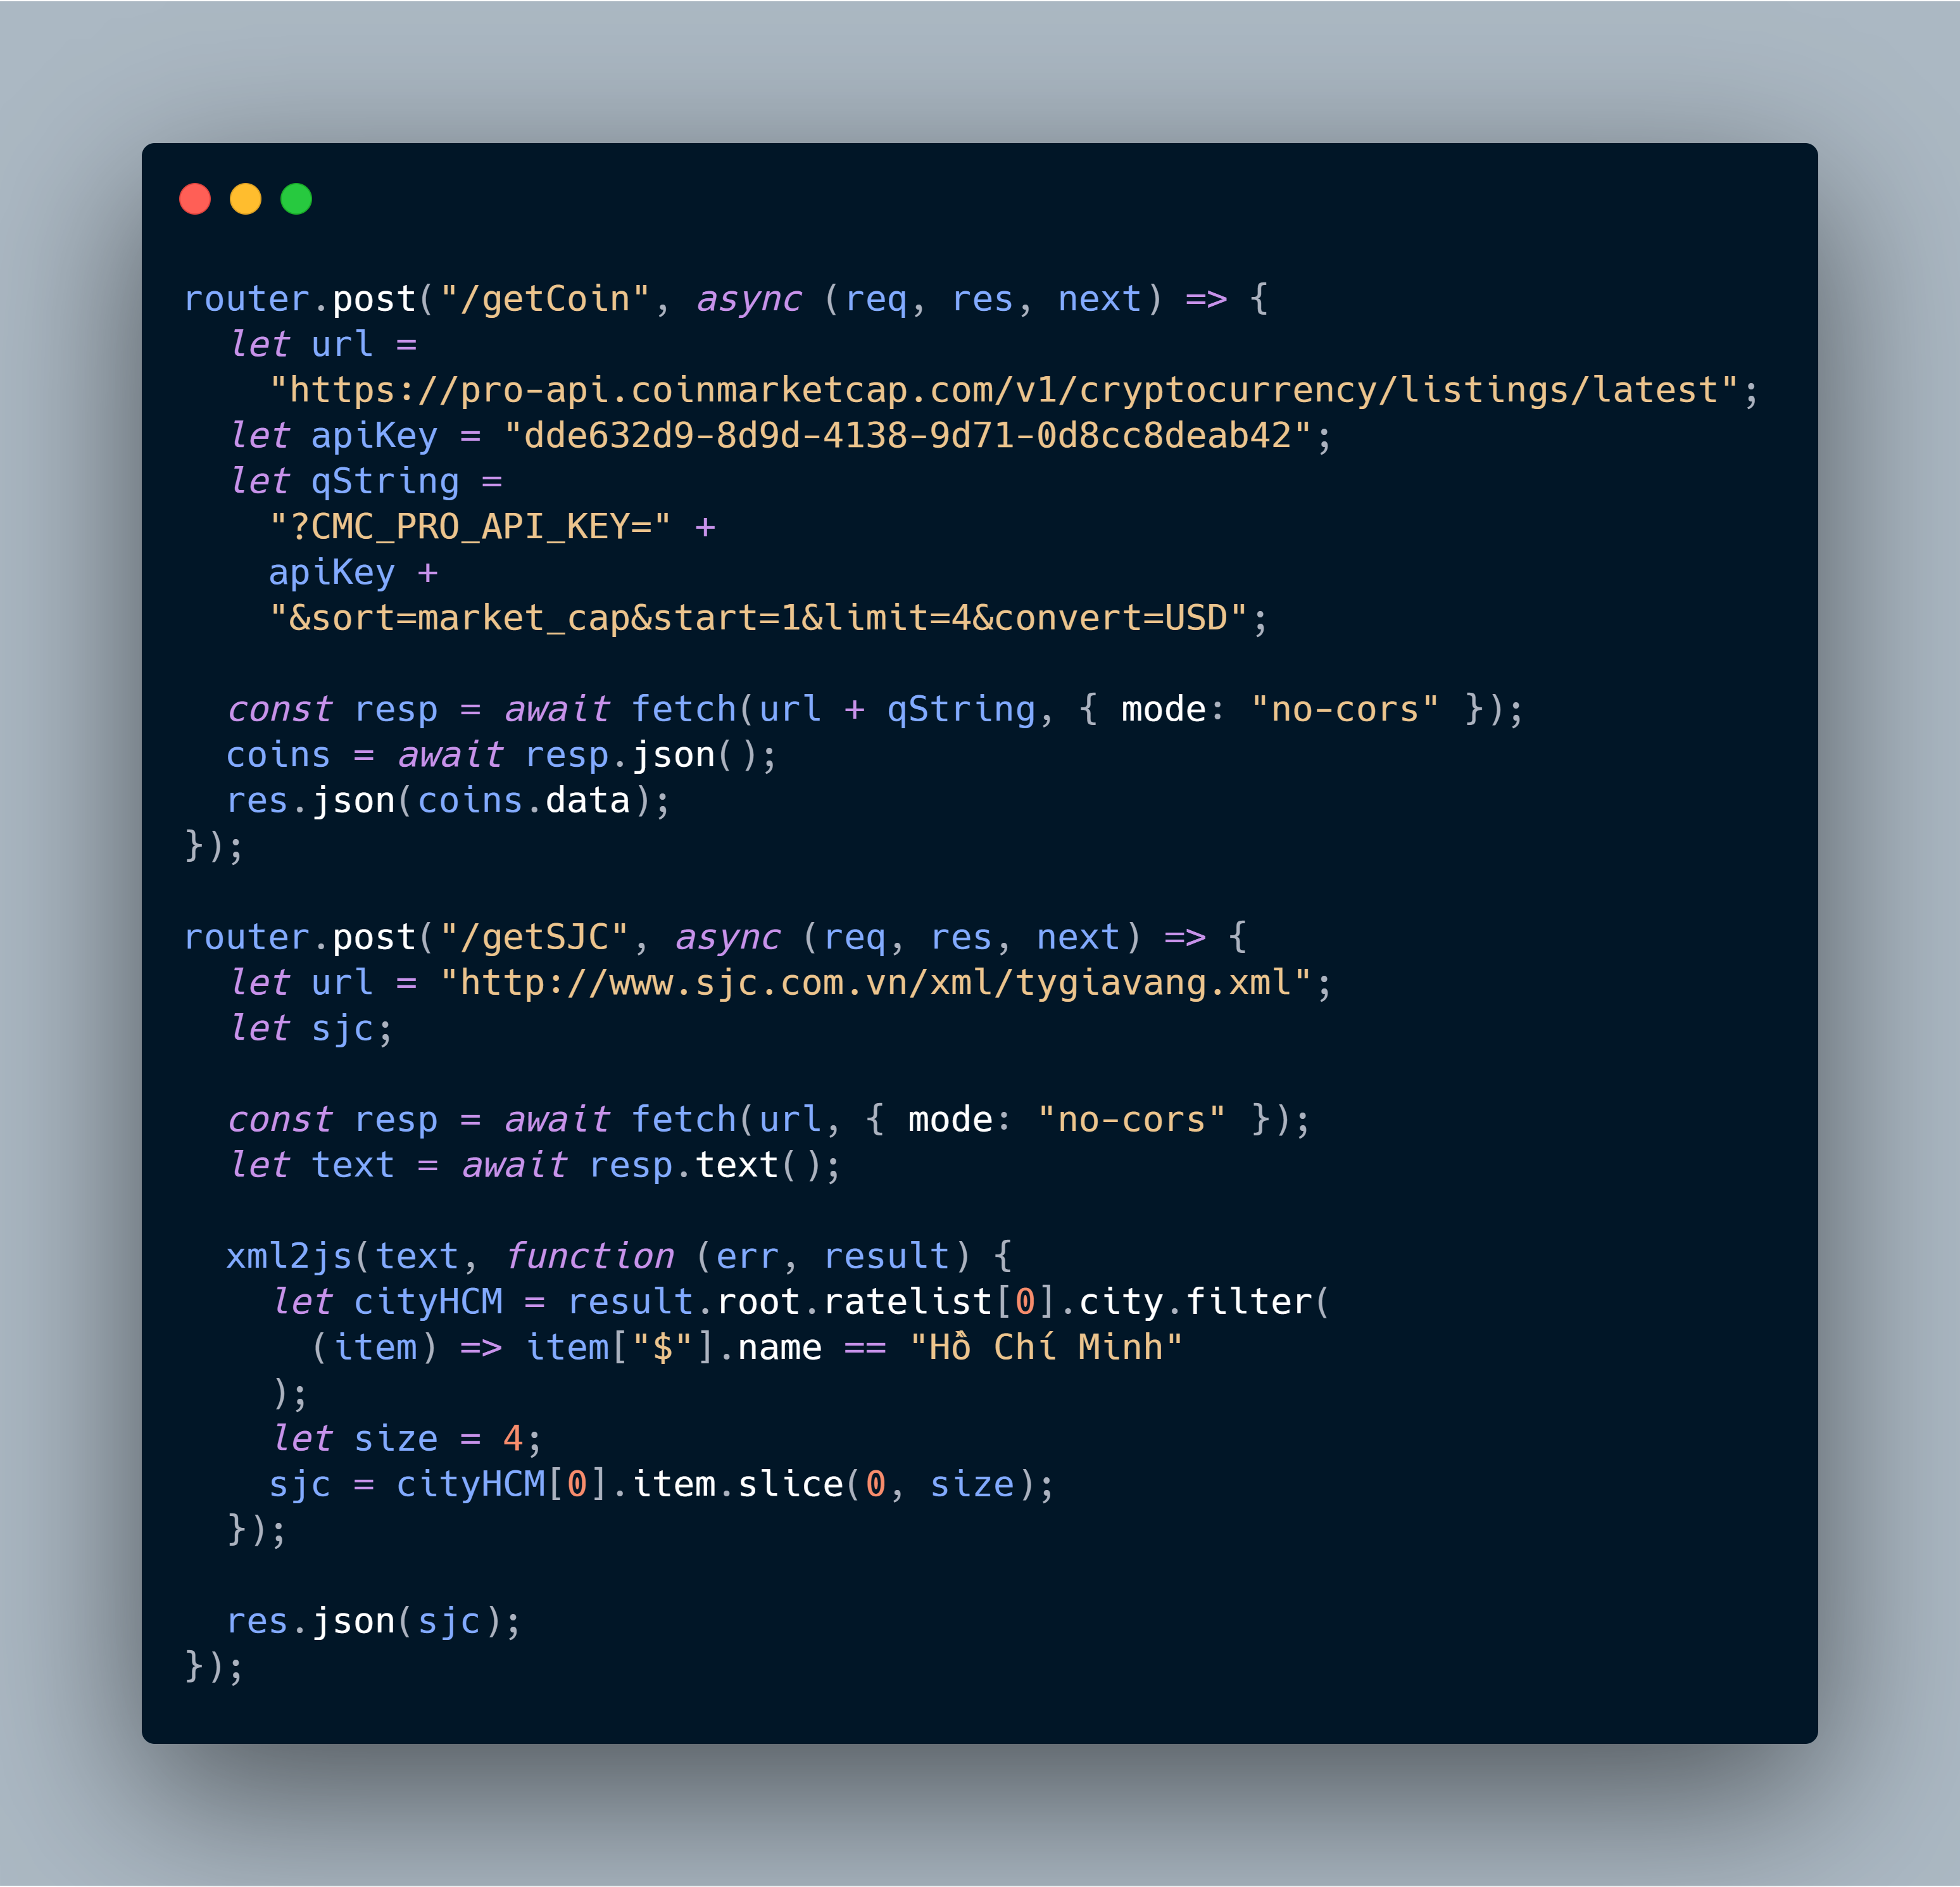 router.post("/getCoin", async (req, res, next) => {
  let url =
    "https://pro-api.coinmarketcap.com/v1/cryptocurrency/listings/latest";
  let apiKey = "dde632d9-8d9d-4138-9d71-0d8cc8deab42";
  let qString =
    "?CMC_PRO_API_KEY=" +
    apiKey +
    "&sort=market_cap&start=1&limit=4&convert=USD";

  const resp = await fetch(url + qString, { mode: "no-cors" });
  coins = await resp.json();
  res.json(coins.data);
});

router.post("/getSJC", async (req, res, next) => {
  let url = "http://www.sjc.com.vn/xml/tygiavang.xml";
  let sjc;

  const resp = await fetch(url, { mode: "no-cors" });
  let text = await resp.text();

  xml2js(text, function (err, result) {
    let cityHCM = result.root.ratelist[0].city.filter(
      (item) => item["$"].name == "Hồ Chí Minh"
    );
    let size = 4;
    sjc = cityHCM[0].item.slice(0, size);
  });

  res.json(sjc);
});